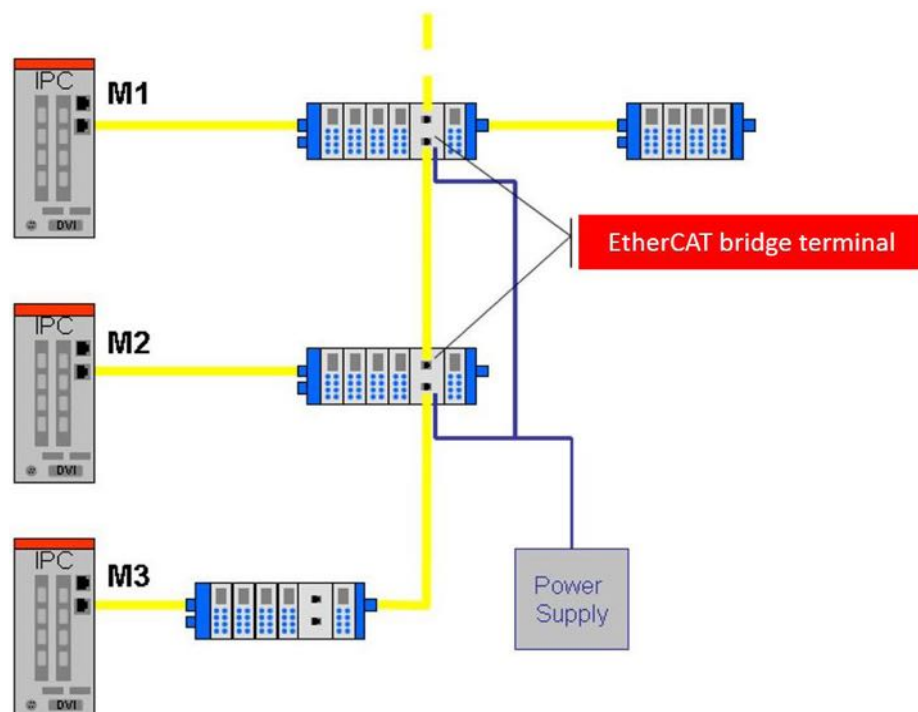 IPC
M1
DVI
EtherCAT bridge terminal
IPC
M2
DVI
IPC
M3
DVI
Power
Supply